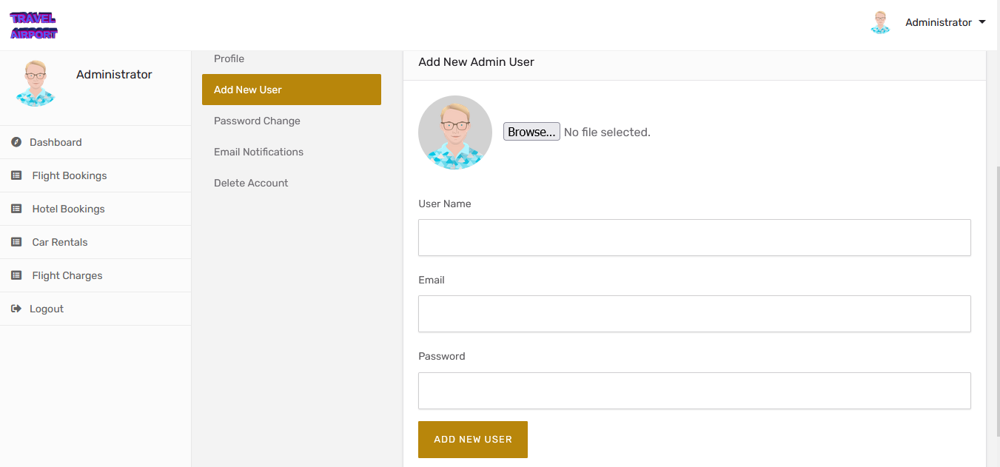 TRAVEL
AIRPORT
Administrator
Administrator
Dashboard
Flight Bookings
Hotel Bookings
Car Rentals
Flight Charges
Logout
Profile
Add New User
Password Change
Email Notifications
Delete Account
Add New Admin User
Browse... No file selected.
User Name
Email
Password
ADD NEW USER